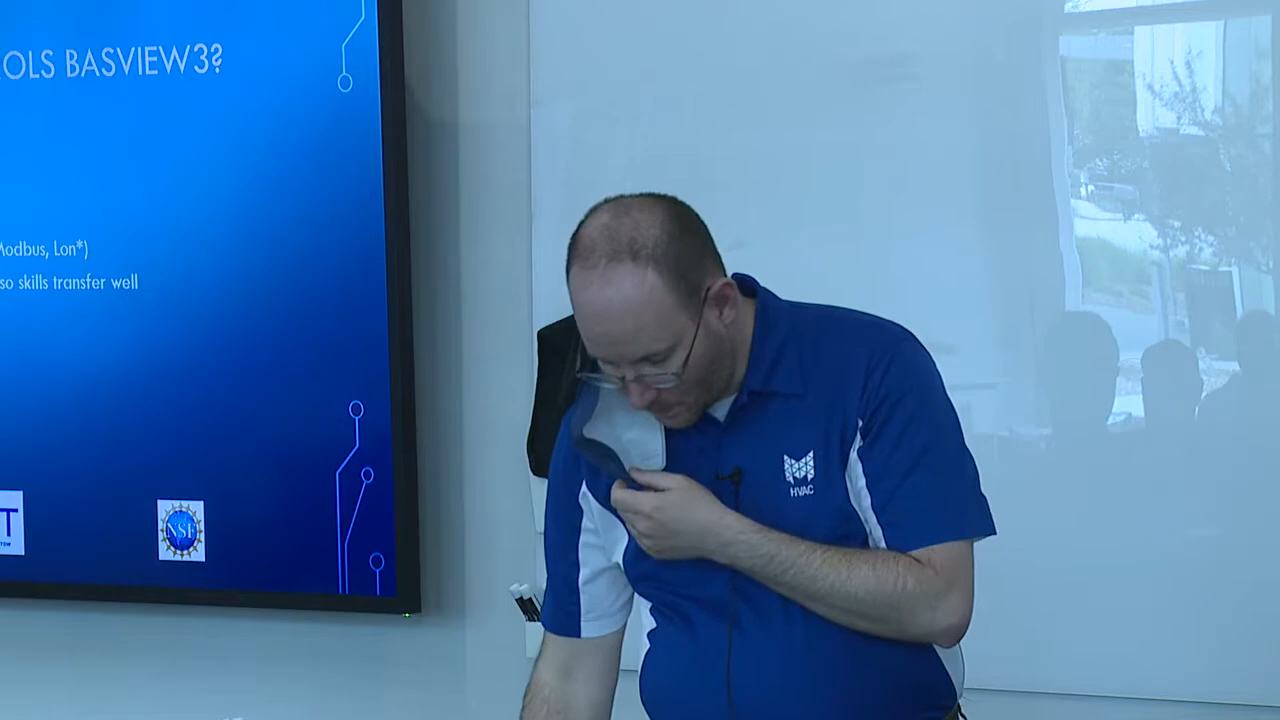 OLS BASVIEW3?
Modbus, Lon*)
so skills transfer well
T
NSF
HVAC